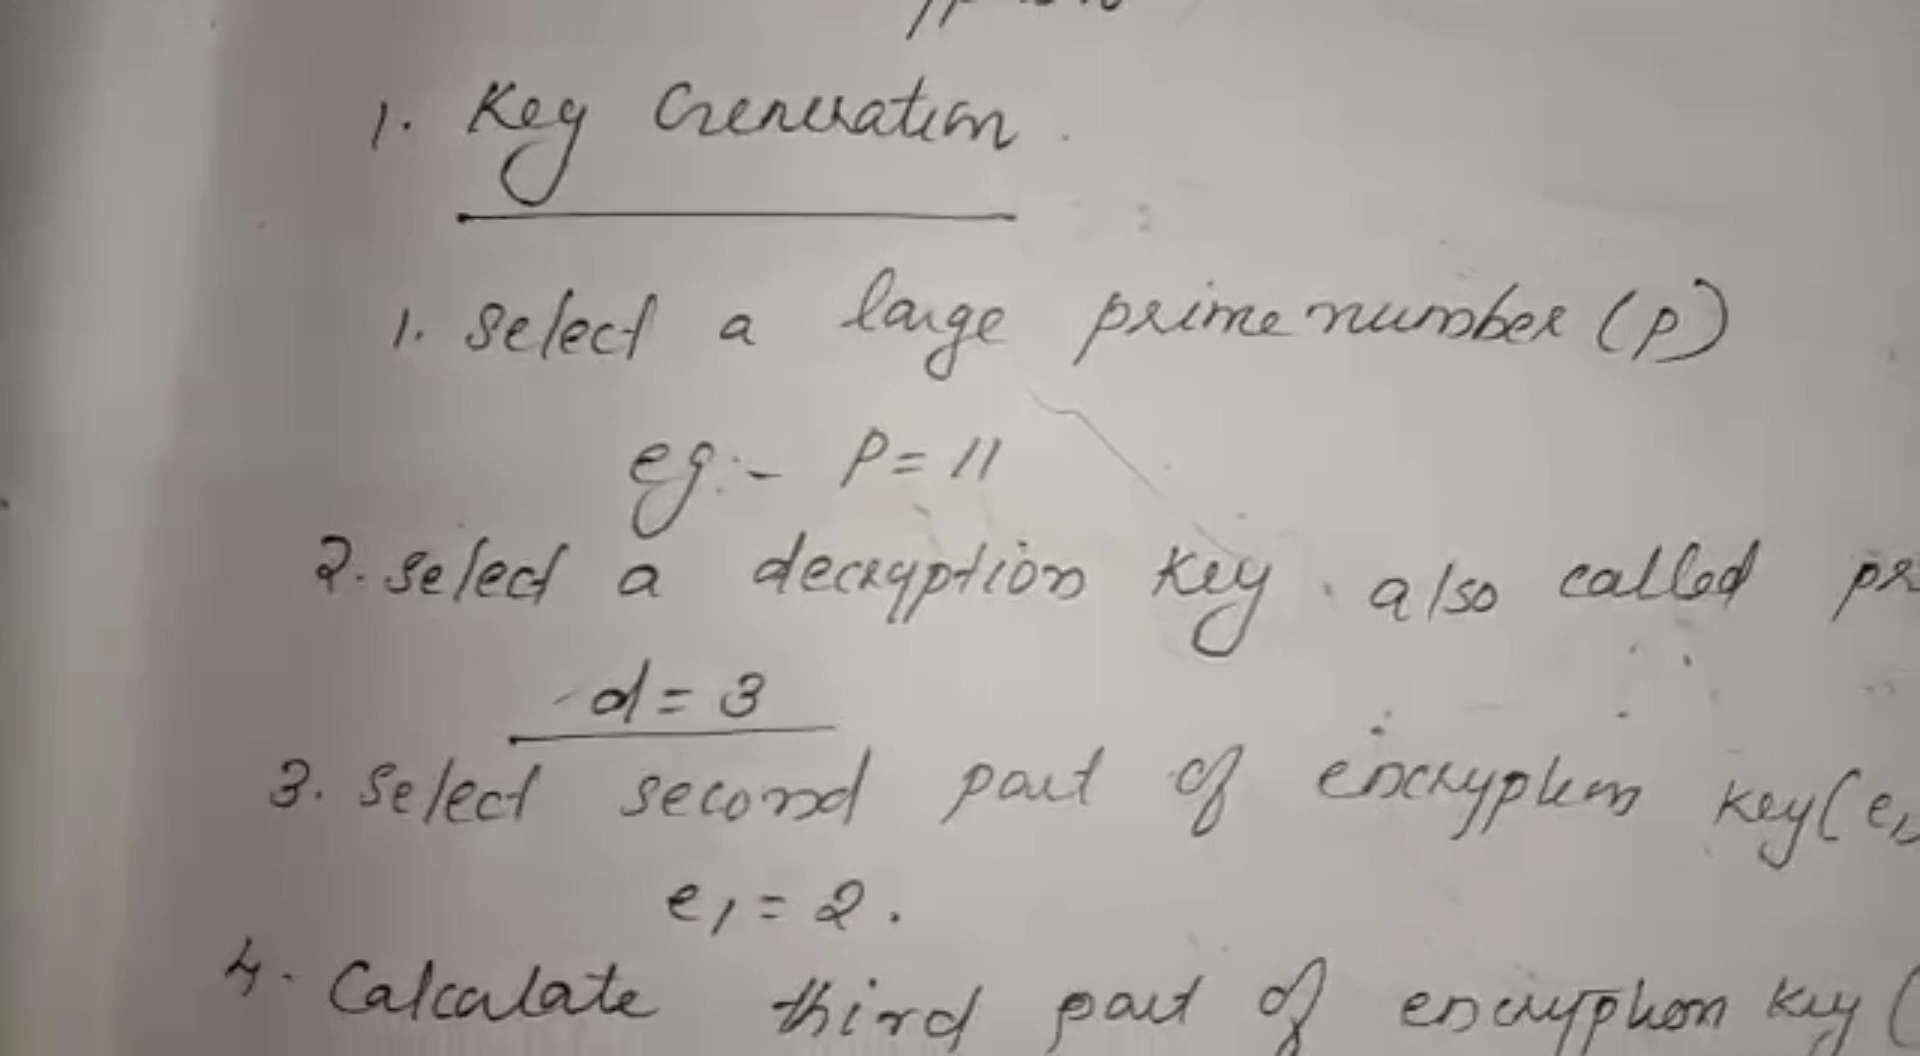 1. Key Generation
1. Select a large prime number (p)
eg:- P=11
2. Select a decryption key. also called
d=3
3. Select second part of encryption key (e1
e1=2.
4. Calculate third part of encryption key (